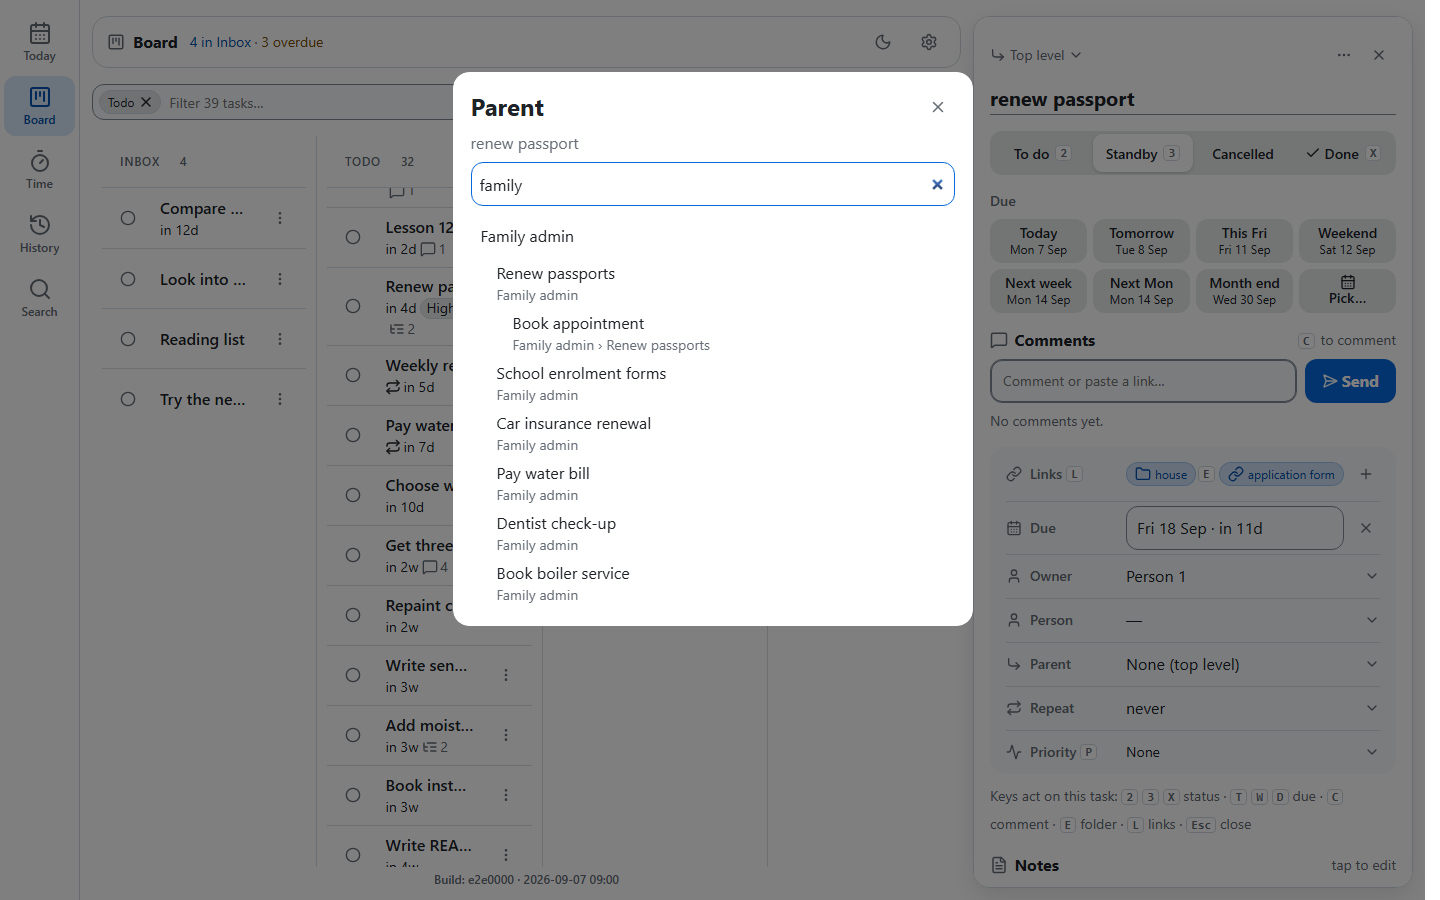 Today
Board
Time
History
Search
Board 4 in Inbox · 3 overdue
Todo
Filter 39 tasks...
INBOX 4
Compare ...
in 12d
Look into ...
Reading list
Try the ne...
TODO 32
1
Lesson 12
in 2d 1
Renew pa
in 4d High
2
Weekly re
in 5d
Pay water
in 7d
Choose w
in 10d
Get three
in 2w 4
Repaint c
in 2w
Write sen...
in 3w
Add moist...
in 3w 2
Book inst...
in 3w
Write REA...
in 4w
Build: e2e0000 · 2026-09-07 09:00
Parent
renew passport
family
Family admin
Renew passports
Family admin
Book appointment
Family admin › Renew passports
School enrolment forms
Family admin
Car insurance renewal
Family admin
Pay water bill
Family admin
Dentist check-up
Family admin
Book boiler service
Family admin
Top level
renew passport
To do 2 Standby 3 Cancelled Done X
Due
Today Tomorrow This Fri Weekend
Mon 7 Sep Tue 8 Sep Fri 11 Sep Sat 12 Sep
Next week Next Mon Month end Pick...
Mon 14 Sep Mon 14 Sep Wed 30 Sep
Comments C to comment
Comment or paste a link... Send
No comments yet.
Links L house E application form
Due Fri 18 Sep · in 11d
Owner Person 1
Person —
Parent None (top level)
Repeat never
Priority P None
Keys act on this task: 2 3 X status · T W D due · C
comment · E folder · L links · Esc close
Notes tap to edit